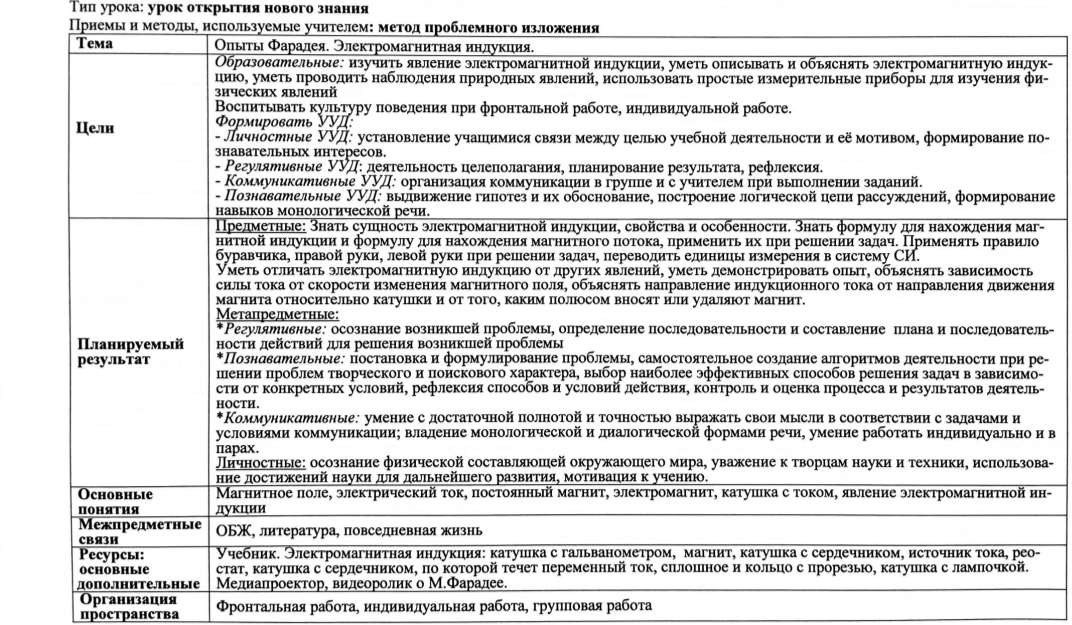 Тип урока: урок открытия нового знания
Приемы и методы, используемые учителем: метод проблемного изложения
Тема
Опыты Фарадея. Электромагнитная индукция.
Цели
Образовательные: изучить явление электромагнитной индукции, уметь описывать и объяснять электромагнитную индук-
цию, уметь проводить наблюдения природных явлений, использовать простые измерительные приборы для изучения фи-
зических явлений
Воспитывать культуру поведения при фронтальной работе, индивидуальной работе.
Формировать УУД:
- Личностные УУД: установление учащимися связи между целью учебной деятельности и её мотивом, формирование по-
знавательных интересов.
- Регулятивные УУД: деятельность целеполагания, планирование результата, рефлексия.
- Коммуникативные УУД: организация коммуникации в группе и с учителем при выполнении заданий.
- Познавательные УУД: выдвижение гипотез и их обоснование, построение логической цепи рассуждений, формирование
навыков монологической речи.
Планируемый
результат
Предметные: Знать сущность электромагнитной индукции, свойства и особенности. Знать формулу для нахождения маг-
нитной индукции и формулу для нахождения магнитного потока, применить их при решении задач. Применять правило
буравчика, правой руки, левой руки при решении задач, переводить единицы измерения в систему СИ.
Уметь отличать электромагнитную индукцию от других явлений, уметь демонстрировать опыт, объяснять зависимость
силы тока от скорости изменения магнитного поля, объяснять направление индукционного тока от направления движения
магнита относительно катушки и от того, каким полюсом вносят или удаляют магнит.
Метапредметные:
*Регулятивные: осознание возникшей проблемы, определение последовательности и составление плана и последователь-
ности действий для решения возникшей проблемы
*Познавательные: постановка и формулирование проблемы, самостоятельное создание алгоритмов деятельности при ре-
шении проблем творческого и поискового характера, выбор наиболее эффективных способов решения задач в зависимо-
сти от конкретных условий, рефлексия способов и условий действия, контроль и оценка процесса и результатов деятель-
ности.
*Коммуникативные: умение с достаточной полнотой и точностью выражать свои мысли в соответствии с задачами и
условиями коммуникации; владение монологической и диалогической формами речи, умение работать индивидуально и в
парах.
Личностные: осознание физической составляющей окружающего мира, уважение к творцам науки и техники, использова-
ние достижений науки для дальнейшего развития, мотивация к учению.
Основные
понятия
Магнитное поле, электрический ток, постоянный магнит, электромагнит, катушка с током, явление электромагнитной ин-
дукции
Межпредметные
связи
ОБЖ, литература, повседневная жизнь
Ресурсы:
основные
дополнительные
Учебник. Электромагнитная индукция: катушка с гальванометром, магнит, катушка с сердечником, источник тока, рео-
стат, катушка с сердечником, по которой течет переменный ток, сплошное и кольцо с прорезью, катушка с лампочкой.
Медиапроектор, видеоролик о М.Фарадее.
Организация
пространства
Фронтальная работа, индивидуальная работа, групповая работа